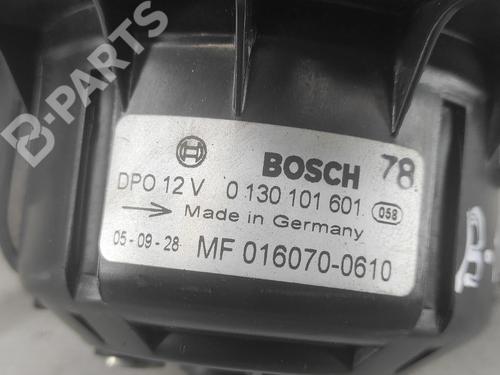 B-PARTS
BOSCH 78
DPO 12 V 0 130 101 601 058
Made in Germany
05-09-28 MF 016070-0610